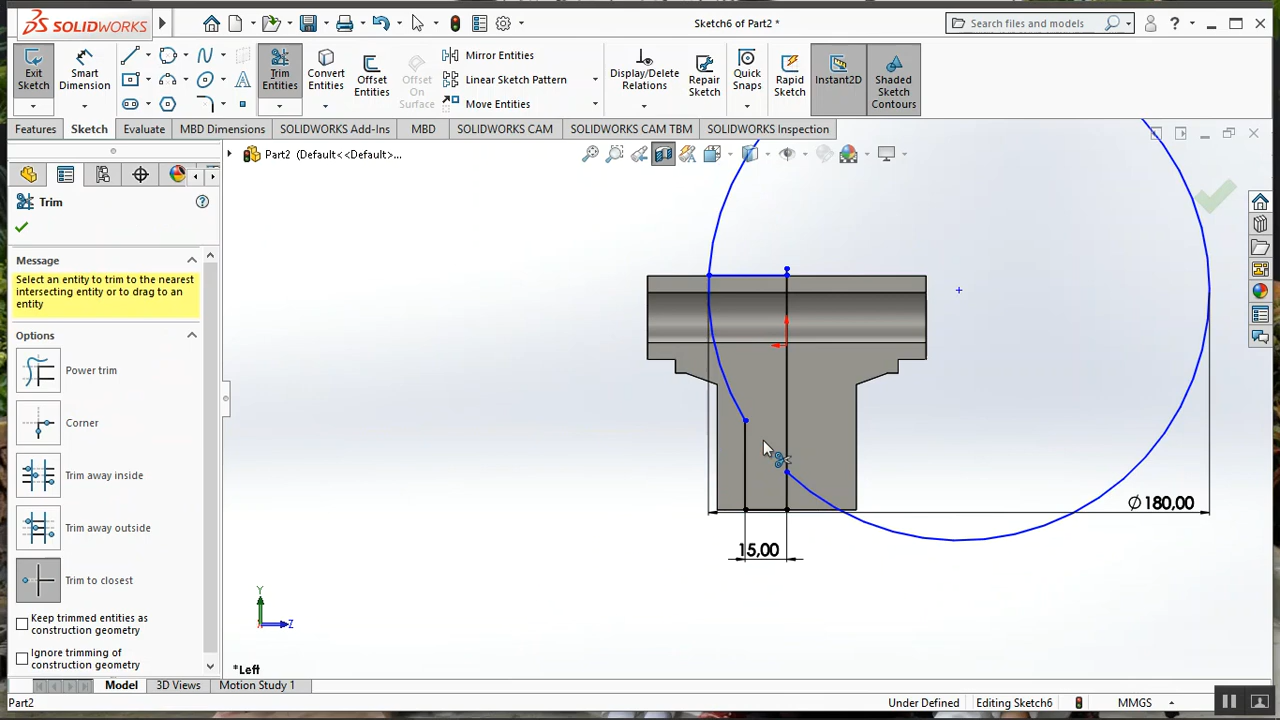 SOLIDWORKS
Sketch6 of Part2 *
Search files and models
?
Exit Sketch
Smart Dimension
Trim Entities
Convert Entities
Offset Entities
Offset On Surface
Mirror Entities
Linear Sketch Pattern
Move Entities
Display/Delete Relations
Repair Sketch
Quick Snaps
Rapid Sketch
Instant2D
Shaded Sketch Contours
Features
Sketch
Evaluate
MBD Dimensions
SOLIDWORKS Add-Ins
MBD
SOLIDWORKS CAM
SOLIDWORKS CAM TBM
SOLIDWORKS Inspection
Part2 (Default<<Default>...
Trim
Message
Select an entity to trim to the nearest
intersecting entity or to drag to an
entity
Options
Power trim
Corner
Trim away inside
Trim away outside
Trim to closest
Keep trimmed entities as
construction geometry
Ignore trimming of
construction geometry
∅ 180,00
15,00
Y
Z
*Left
Model
3D Views
Motion Study 1
Part2
Under Defined
Editing Sketch6
MMGS